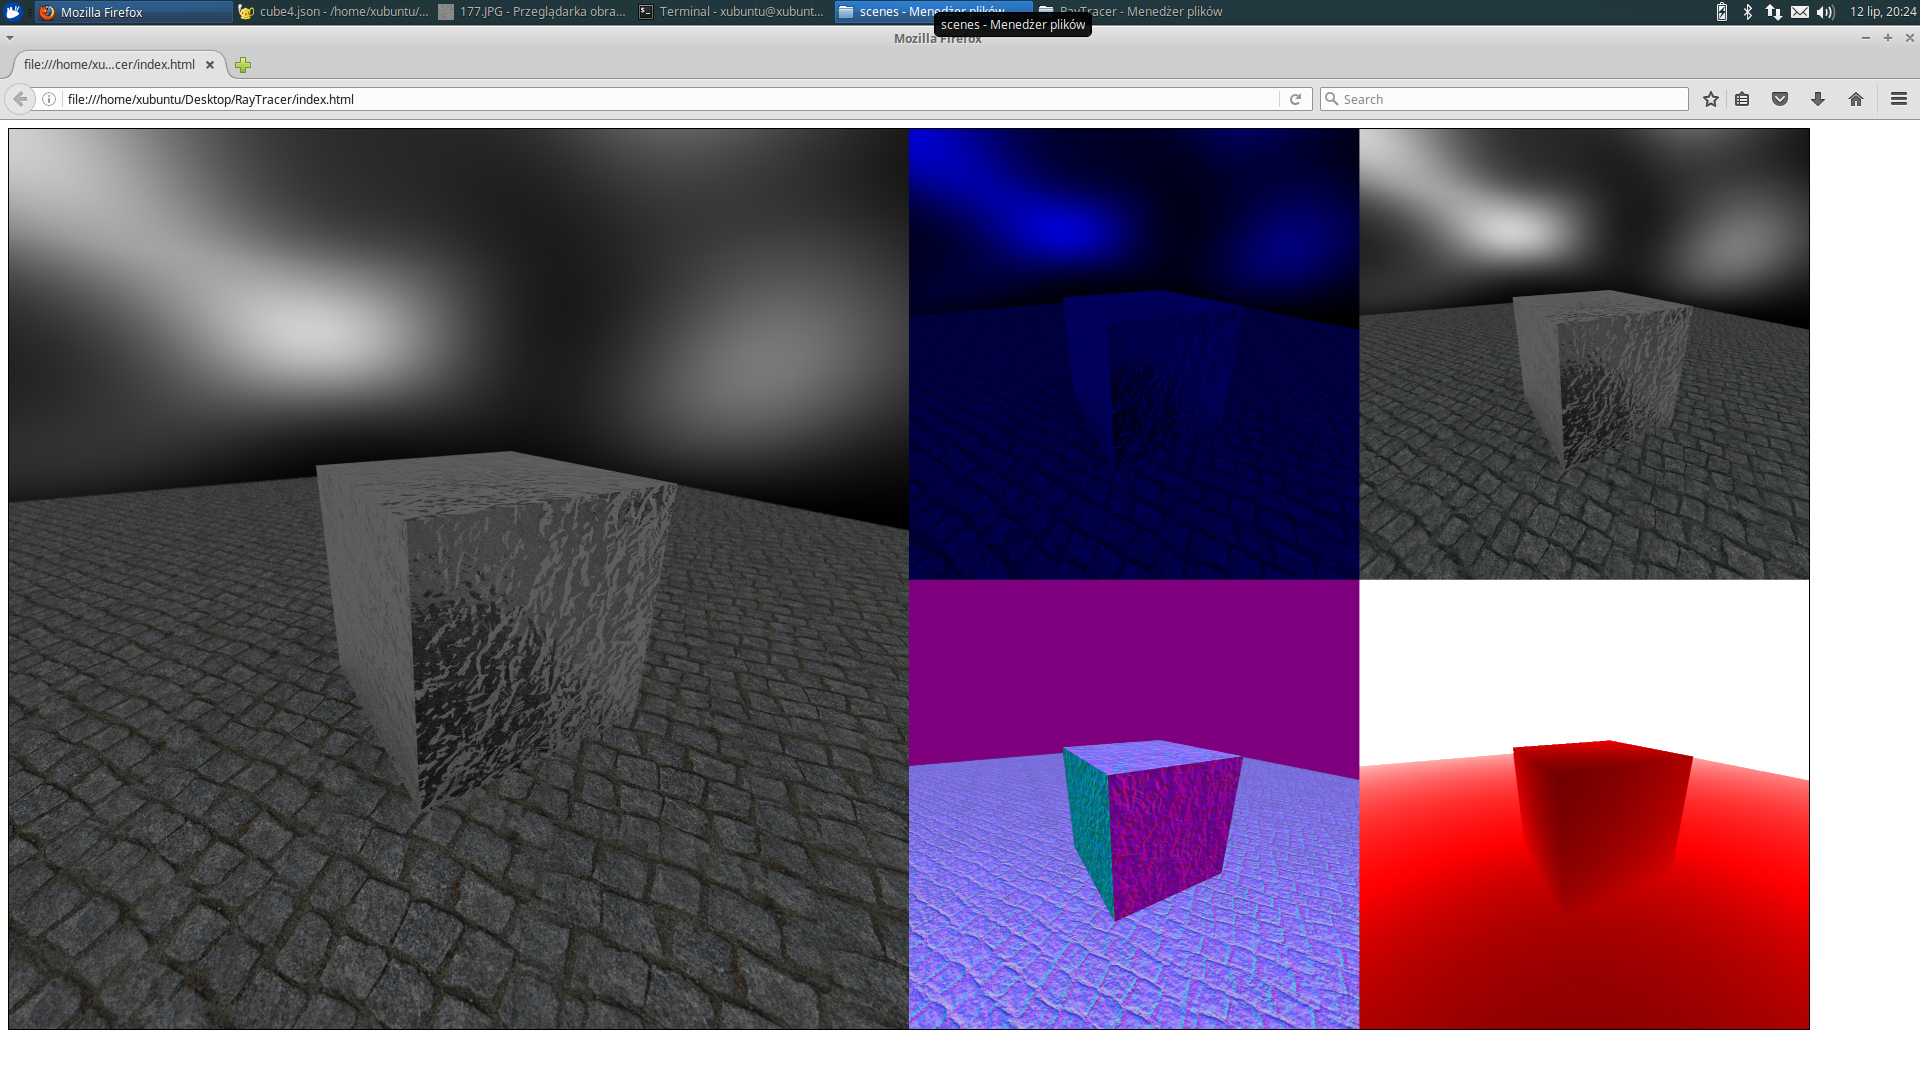 Mozilla Firefox
cube4.json - /home/xubuntu/...
177.JPG - Przeglądarka obra...
Terminal - xubuntu@xubunt...
scenes - Menedżer plików
RayTracer - Menedżer plików
12 lip, 20:24
scenes - Menedżer plików
Mozilla Firefox
file:///home/xu...cer/index.html
file:///home/xubuntu/Desktop/RayTracer/index.html
Search